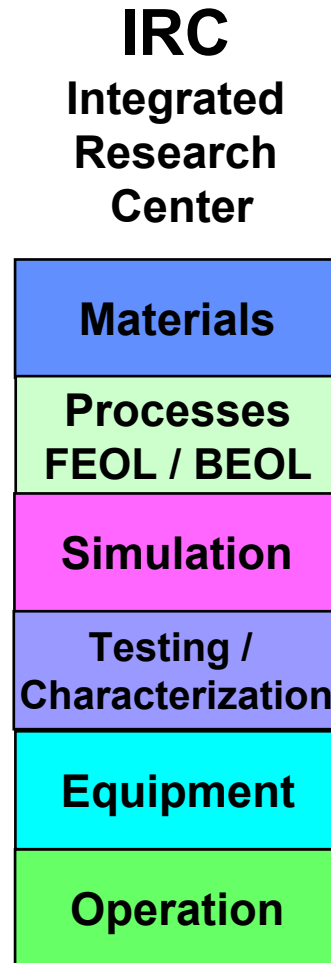 IRC
Integrated
Research
Center
Materials
Processes
FEOL / BEOL
Simulation
Testing /
Characterization
Equipment
Operation